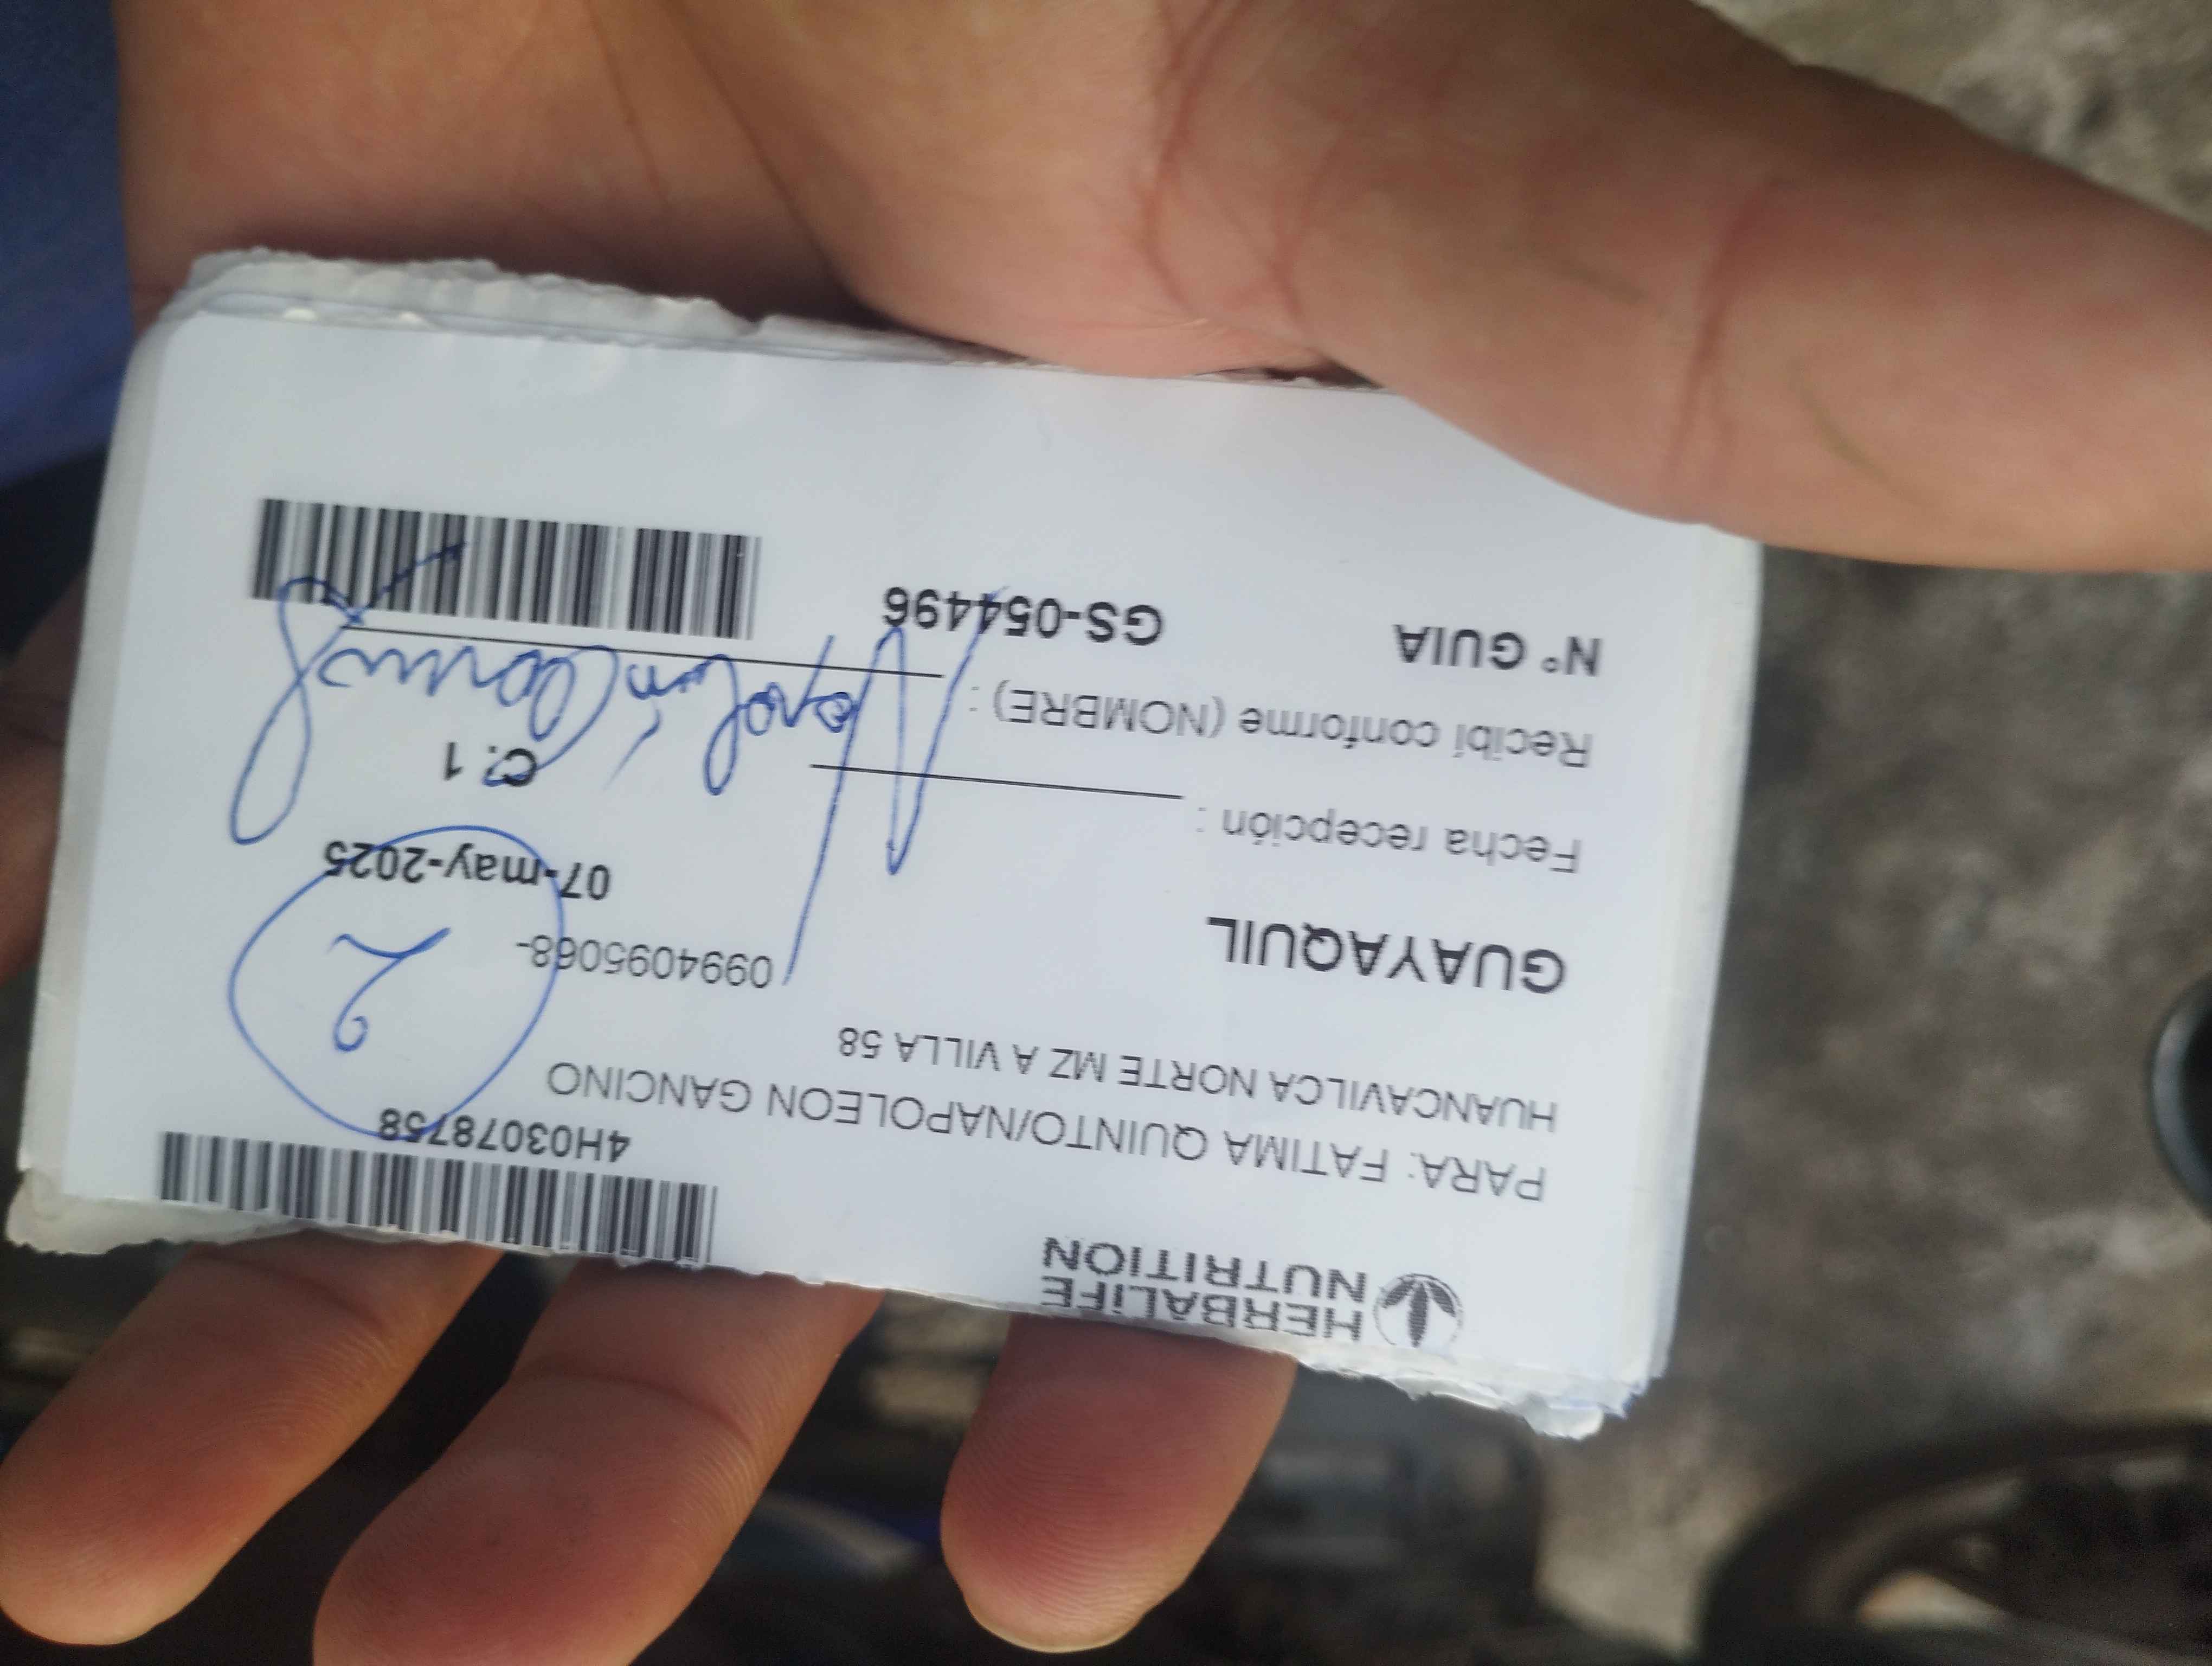 HERBALIFE
NUTRITION
4H03078758
PARA: FATIMA QUINTO/NAPOLEON GANCINO
HUANCAVILCA NORTE MZ A VILLA 58
2
GUAYAQUIL
0994095068-
07-may-2025
Fecha recepción :
C. 1
Recibí conforme (NOMBRE) :
Napoleón
N° GUIA
GS-054496